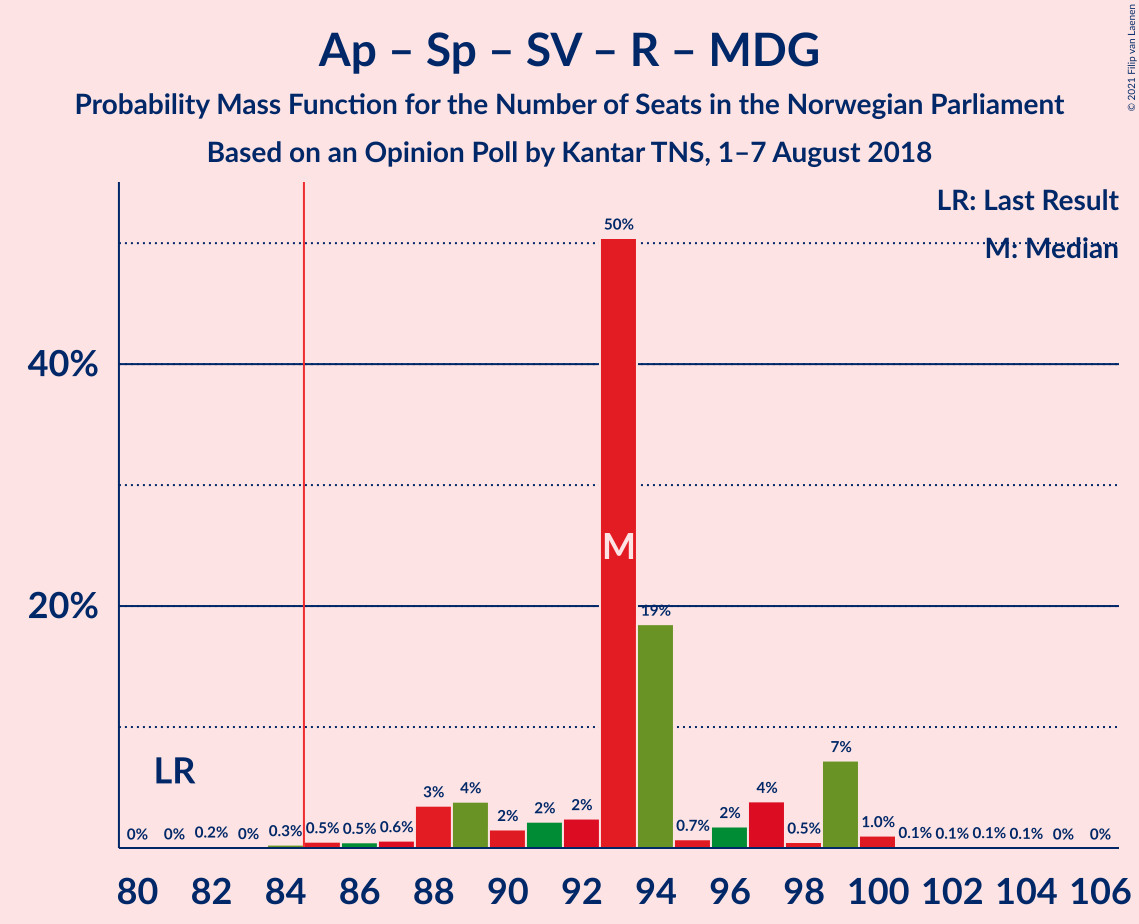 Ap – Sp – SV – R – MDG
Probability Mass Function for the Number of Seats in the Norwegian Parliament
Based on an Opinion Poll by Kantar TNS, 1–7 August 2018
© 2021 Filip van Laenen
LR: Last Result
M: Median
40%
20%
LR
M
0% 0% 0.2% 0% 0.3% 0.5% 0.5% 0.6% 3% 4% 2% 2% 2% 50% 19% 0.7% 2% 4% 0.5% 7% 1.0% 0.1% 0.1% 0.1% 0.1% 0% 0%
80 82 84 86 88 90 92 94 96 98 100 102 104 106